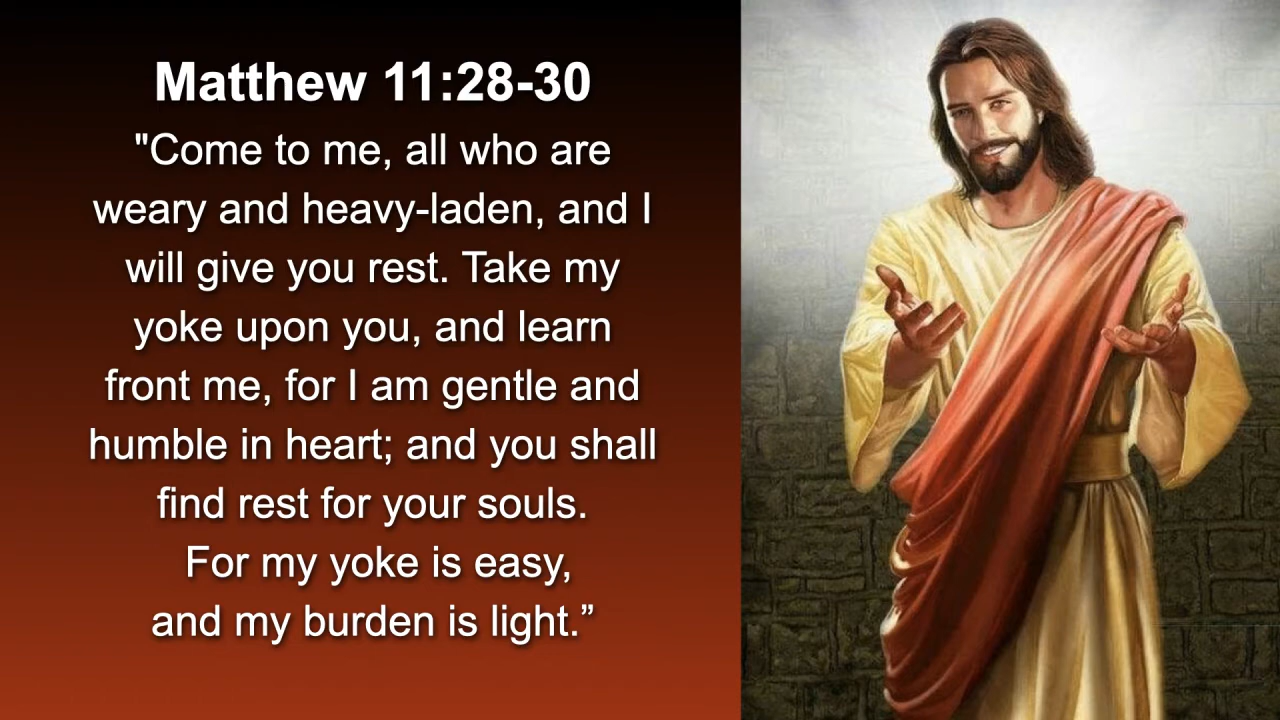 Matthew 11:28-30
"Come to me, all who are
weary and heavy-laden, and I
will give you rest. Take my
yoke upon you, and learn
front me, for I am gentle and
humble in heart; and you shall
find rest for your souls.
For my yoke is easy,
and my burden is light.”